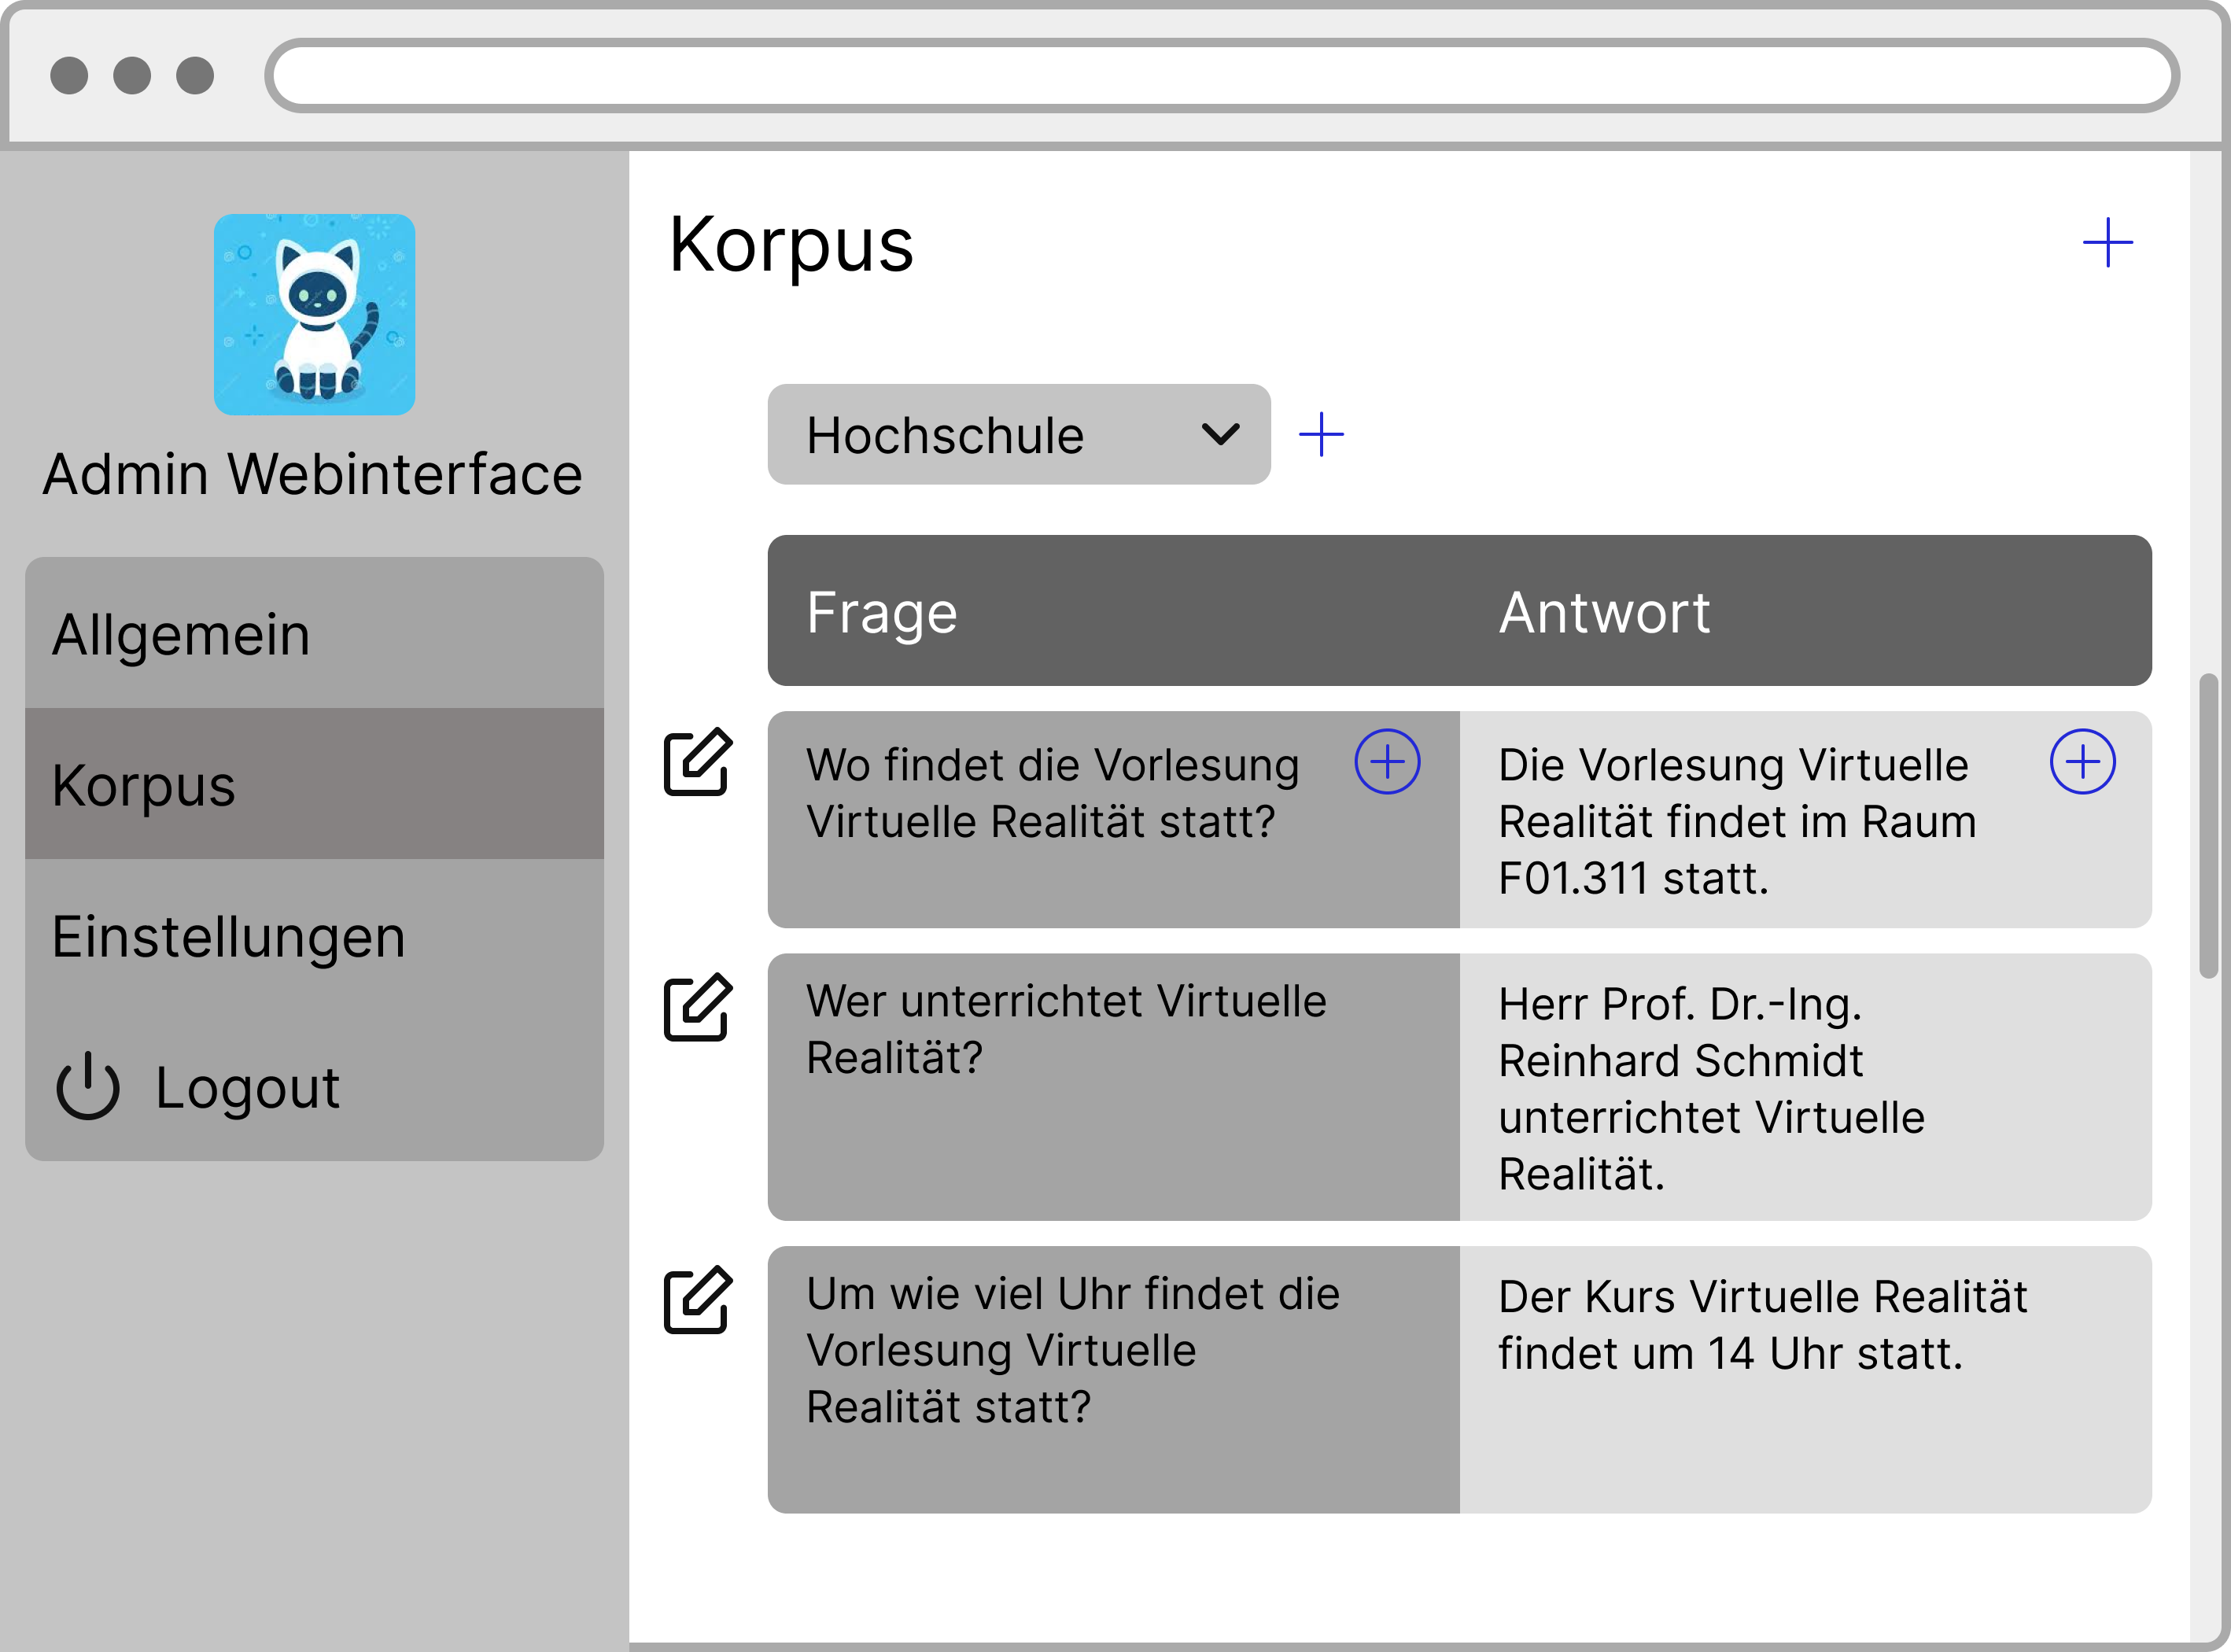 Admin Webinterface
Allgemein
Korpus
Einstellungen
Logout
Korpus
Hochschule
Frage
Antwort
Wo findet die Vorlesung
Virtuelle Realität statt?
Die Vorlesung Virtuelle
Realität findet im Raum
F01.311 statt.
Wer unterrichtet Virtuelle
Realität?
Herr Prof. Dr.-Ing.
Reinhard Schmidt
unterrichtet Virtuelle
Realität.
Um wie viel Uhr findet die
Vorlesung Virtuelle
Realität statt?
Der Kurs Virtuelle Realität
findet um 14 Uhr statt.